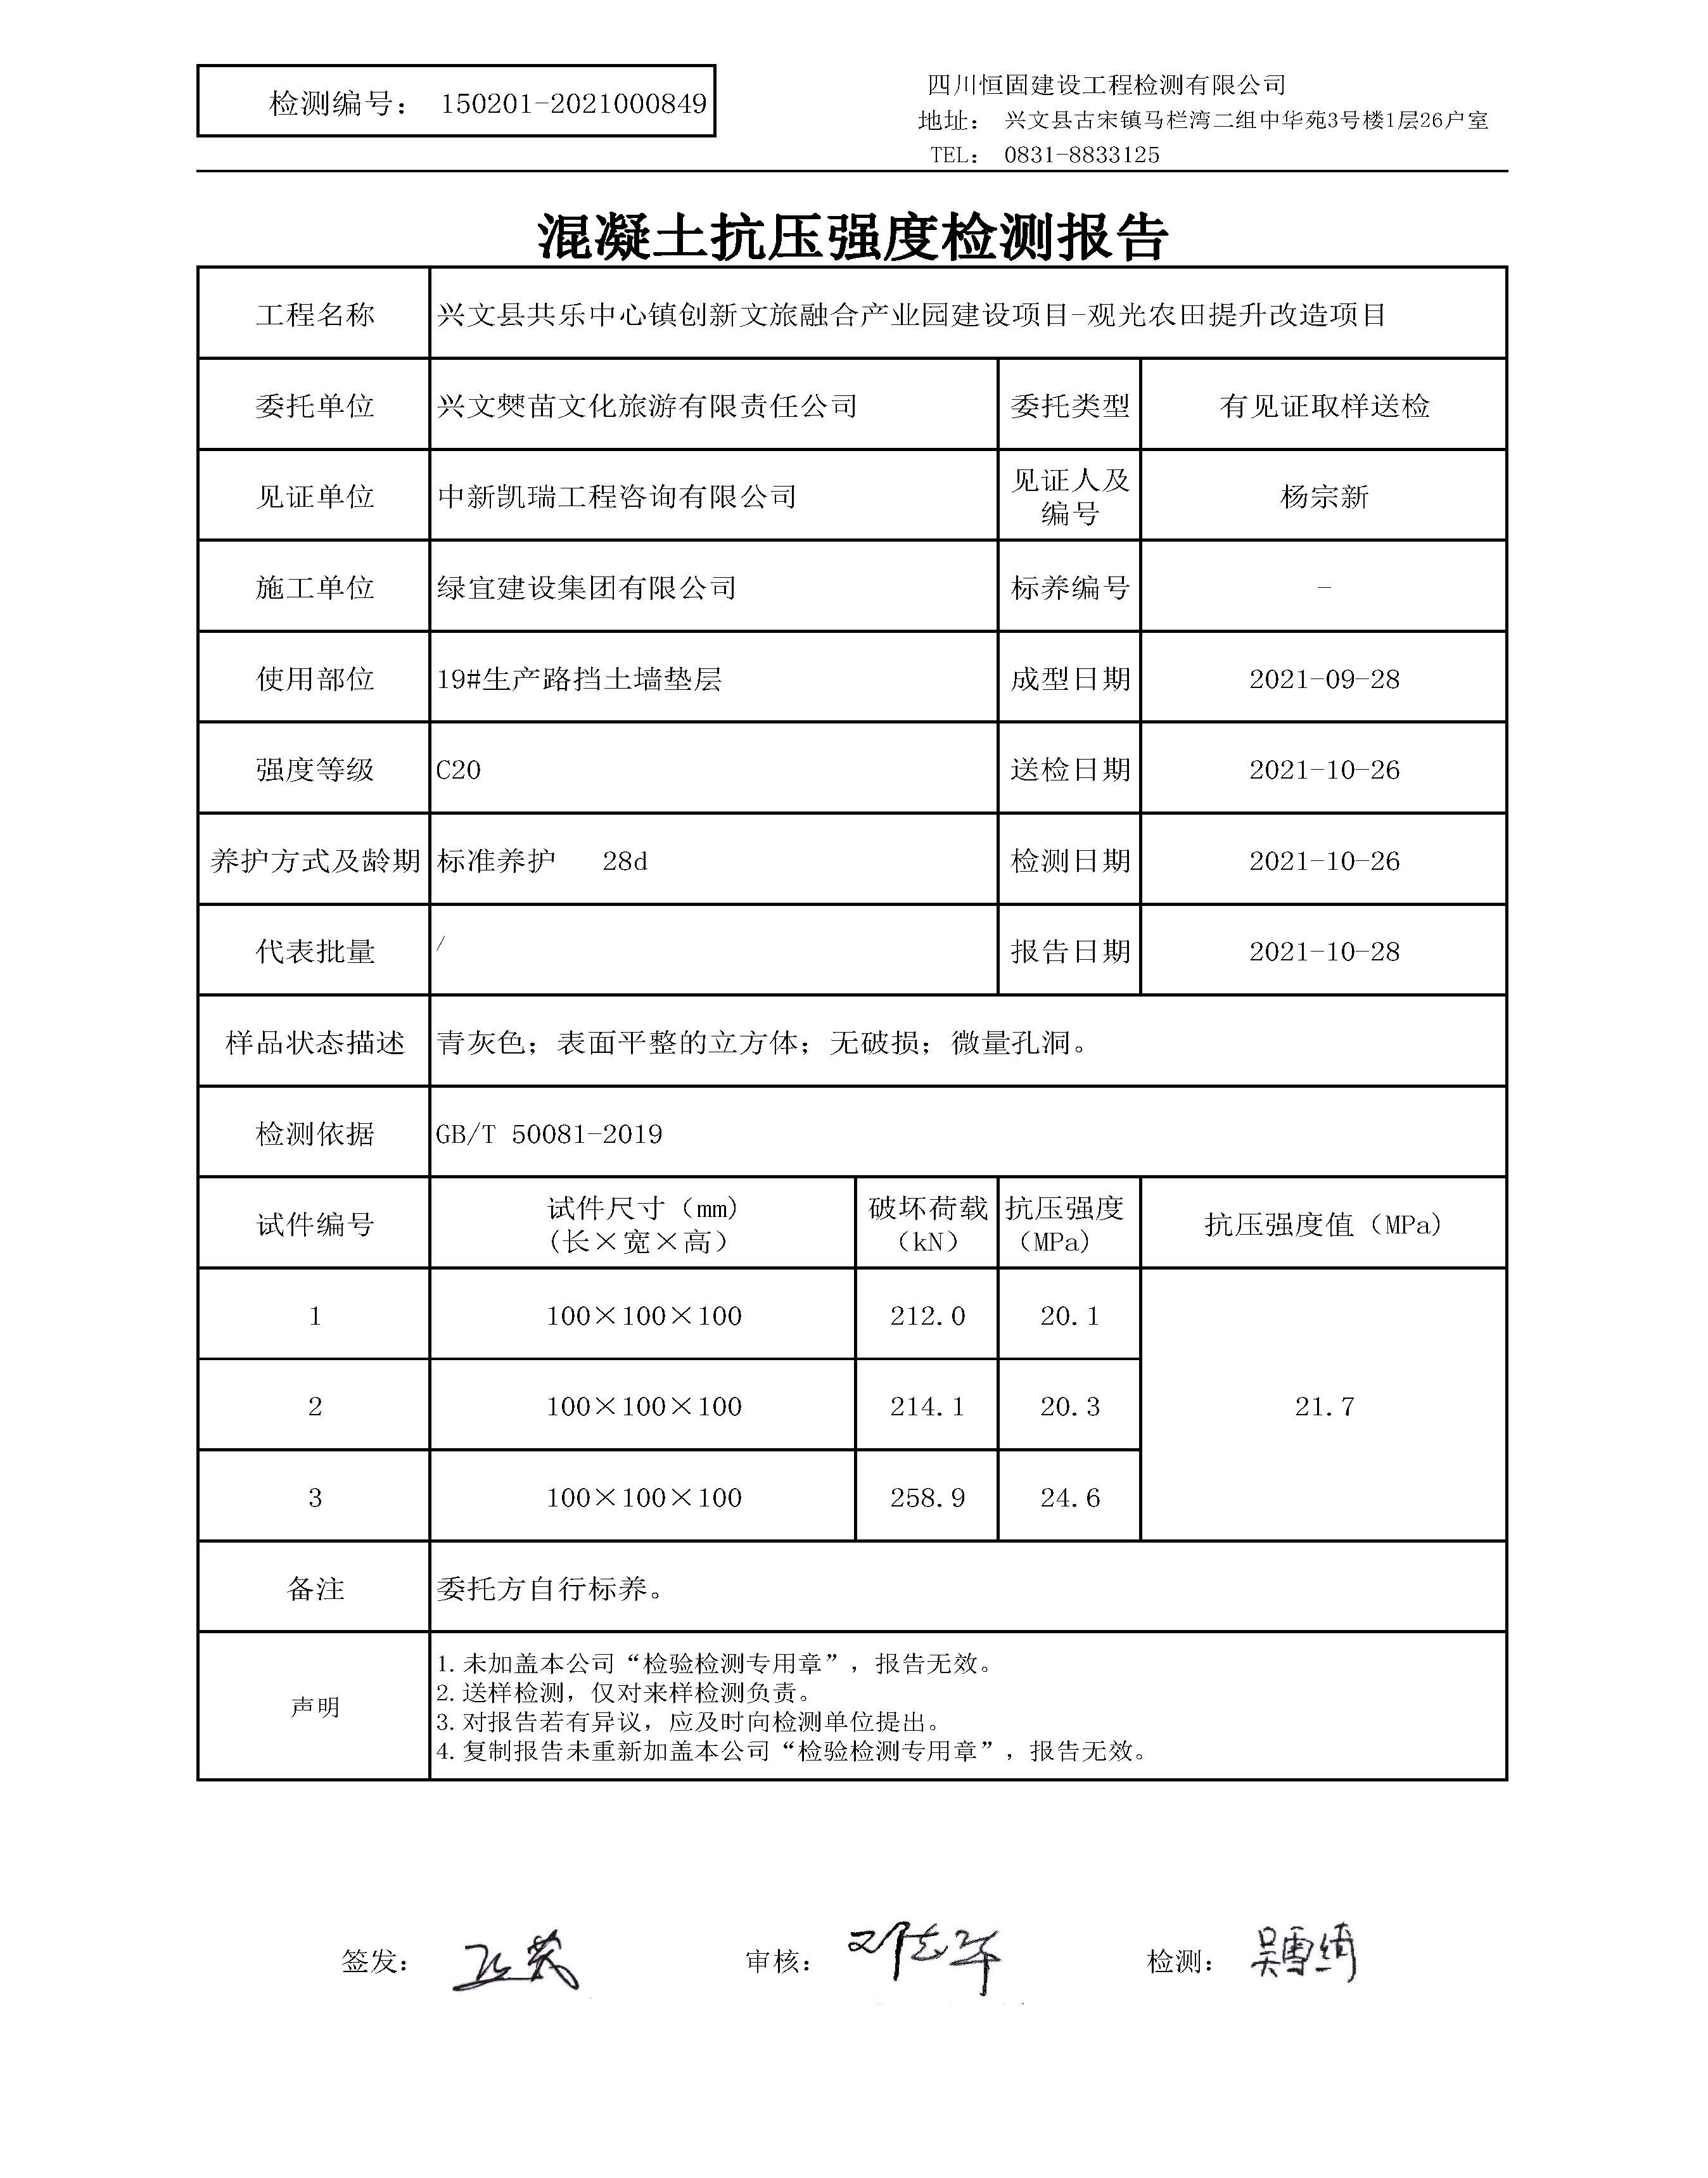 检测编号： 150201-2021000849
四川恒固建设工程检测有限公司
地址： 兴文县古宋镇马栏湾二组中华苑3号楼1层26户室
TEL： 0831-8833125
混凝土抗压强度检测报告
工程名称 兴文县共乐中心镇创新文旅融合产业园建设项目-观光农田提升改造项目
委托单位 兴文僰苗文化旅游有限责任公司 委托类型 有见证取样送检
见证单位 中新凯瑞工程咨询有限公司 见证人及编号 杨宗新
施工单位 绿宜建设集团有限公司 标养编号 -
使用部位 19#生产路挡土墙垫层 成型日期 2021-09-28
强度等级 C20 送检日期 2021-10-26
养护方式及龄期 标准养护 28d 检测日期 2021-10-26
代表批量 / 报告日期 2021-10-28
样品状态描述 青灰色；表面平整的立方体；无破损；微量孔洞。
检测依据 GB/T 50081-2019
试件编号 试件尺寸（mm）(长×宽×高） 破坏荷载（kN） 抗压强度（MPa） 抗压强度值（MPa）
1 100×100×100 212.0 20.1
2 100×100×100 214.1 20.3 21.7
3 100×100×100 258.9 24.6
备注 委托方自行标养。
声明
1.未加盖本公司“检验检测专用章”，报告无效。
2.送样检测，仅对来样检测负责。
3.对报告若有异议，应及时向检测单位提出。
4.复制报告未重新加盖本公司“检验检测专用章”，报告无效。
签发： 审核： 检测： 吴雪绮